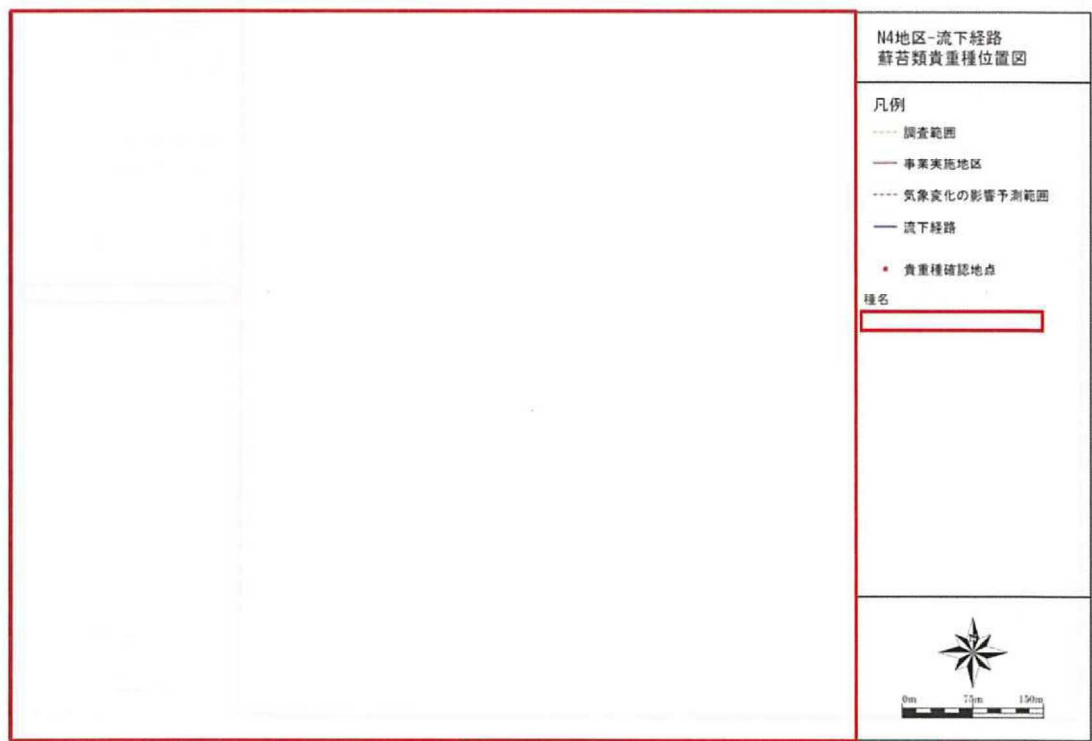 N4地区-流下経路
蘚苔類貴重種位置図
凡例
調査範囲
事業実施地区
気象変化の影響予測範囲
流下経路
貴重種確認地点
種名
N
0m 75m 150m